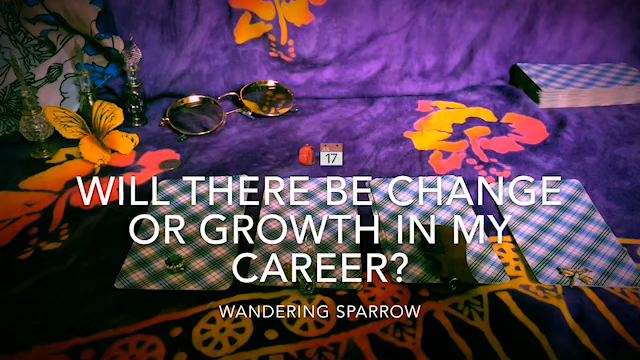 17
WILL THERE BE CHANGE
OR GROWTH IN MY
CAREER?
WANDERING SPARROW